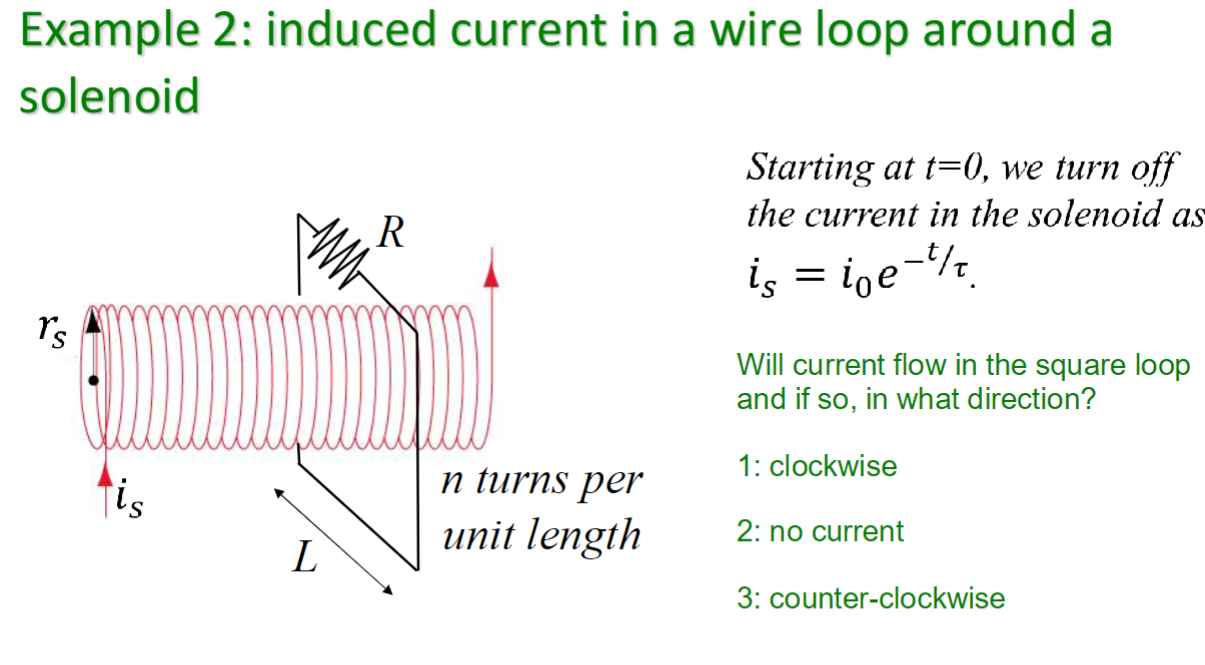 Example 2: induced current in a wire loop around a
solenoid
Starting at t=0, we turn off
the current in the solenoid as
i_s = i_0 e^{-t/τ}.
R
r_s
Will current flow in the square loop
and if so, in what direction?
1: clockwise
i_s
n turns per
unit length
L
2: no current
3: counter-clockwise